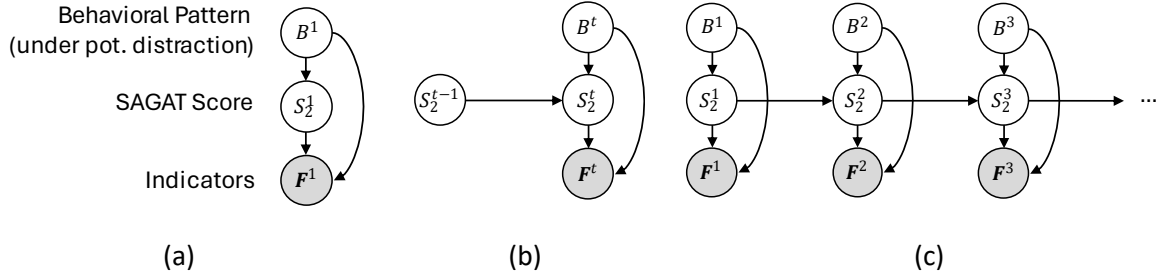 Behavioral Pattern
(under pot. distraction)
B^1
B^t
B^1
B^2
B^3
SAGAT Score
S_2^1
S_2^{t-1}
S_2^t
S_2^1
S_2^2
S_2^3
...
Indicators
F^1
F^t
F^1
F^2
F^3
(a)
(b)
(c)